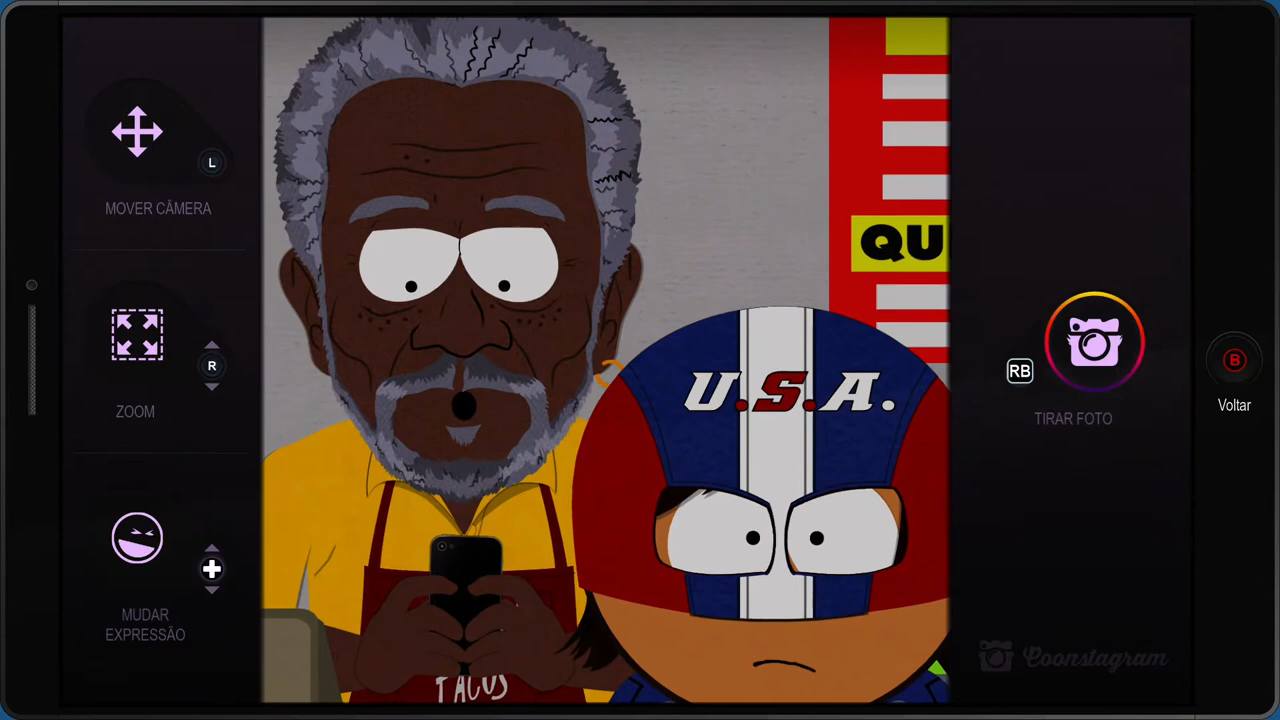 L
MOVER CÂMERA
R
ZOOM
MUDAR
EXPRESSÃO
QU
U.S.A.
TACOS
RB
TIRAR FOTO
B
Voltar
Coonstagram